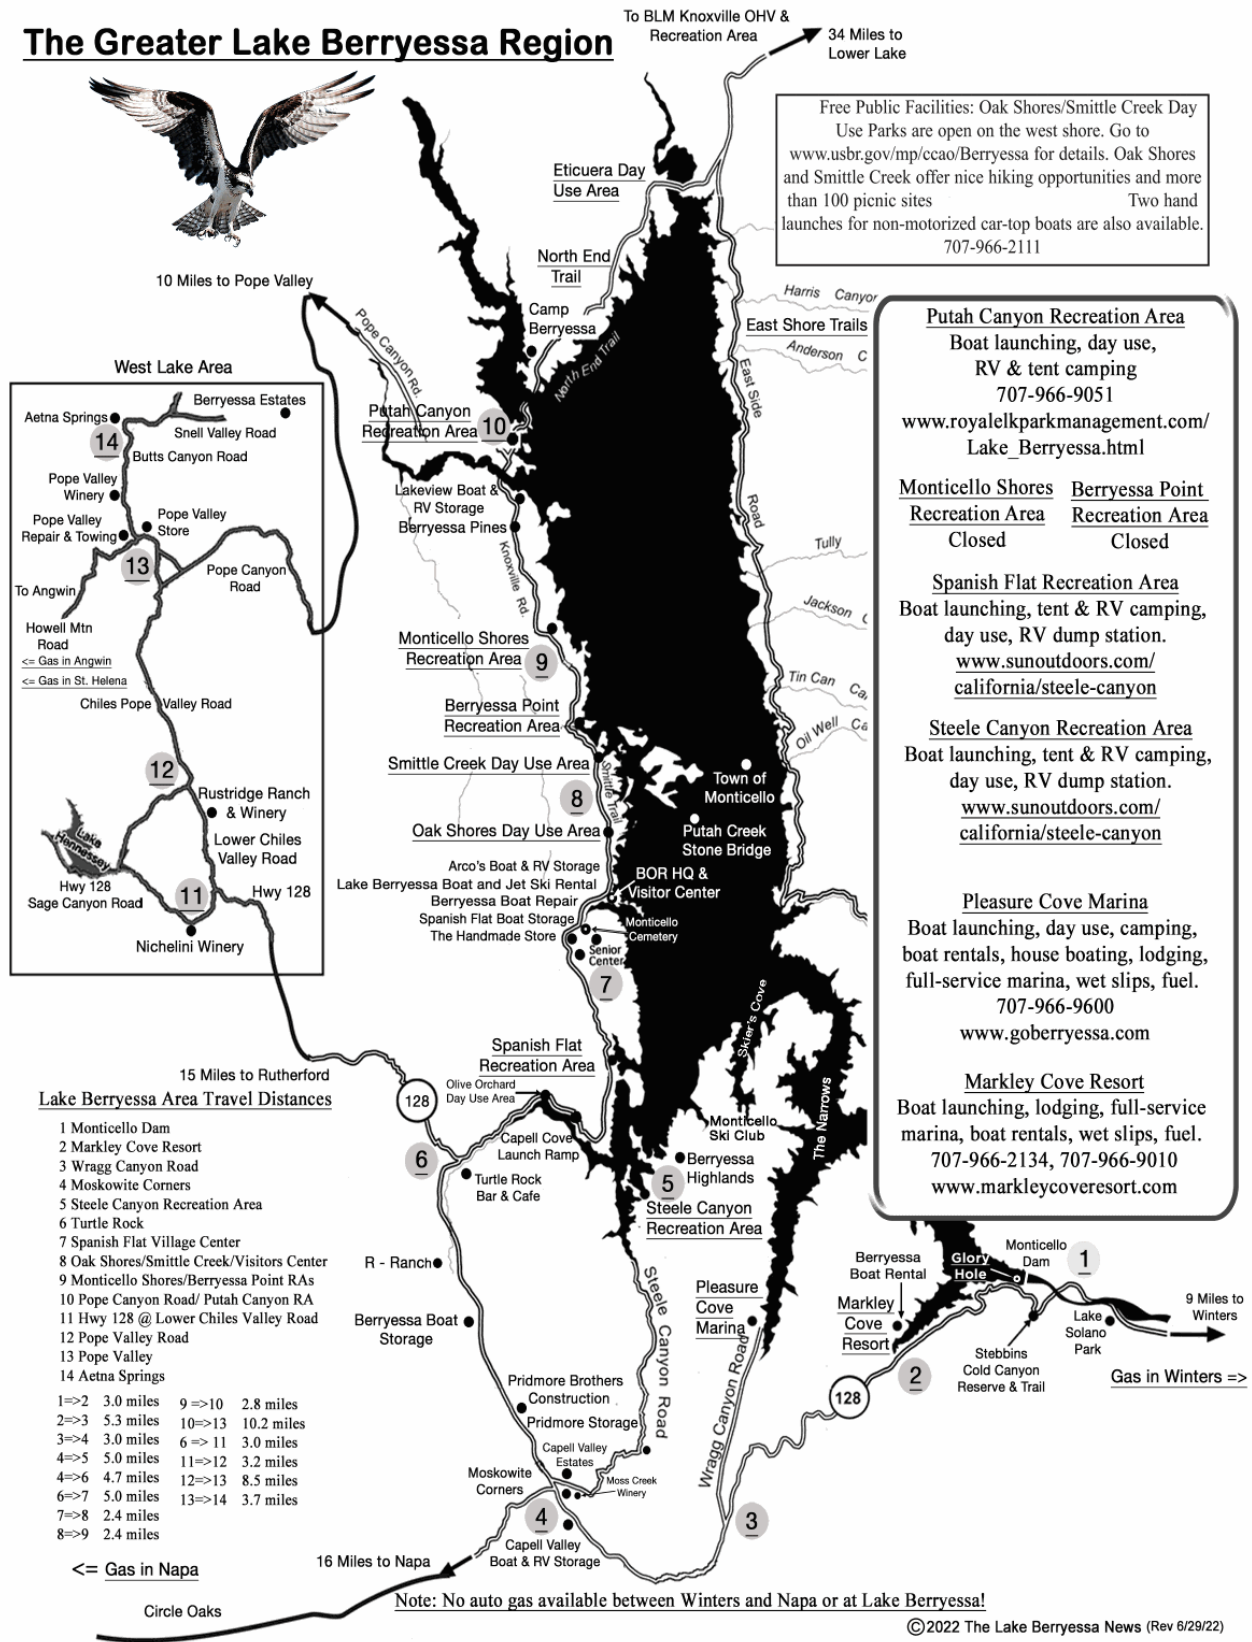 The Greater Lake Berryessa Region
To BLM Knoxville OHV &
Recreation Area
34 Miles to
Lower Lake
Free Public Facilities: Oak Shores/Smittle Creek Day
Use Parks are open on the west shore. Go to
www.usbr.gov/mp/ccao/Berryessa for details. Oak Shores
and Smittle Creek offer nice hiking opportunities and more
than 100 picnic sites Two hand
launches for non-motorized car-top boats are also available.
707-966-2111
Eticuera Day
Use Area
North End
Trail
10 Miles to Pope Valley
Camp
Berryessa
North End Trail
Pope Canyon Rd.
Harris Canyon
East Shore Trails
Anderson C
East Side
Road
Putah Canyon
Recreation Area
10
Lakeview Boat &
RV Storage
Berryessa Pines
Knoxville Rd.
Tully
Jackson C
Tin Can Ca
Oil Well Ca
Monticello Shores
Recreation Area
9
Berryessa Point
Recreation Area
Smittle Creek Day Use Area
Smittle Trail
8
Oak Shores Day Use Area
Town of
Monticello
Putah Creek
Stone Bridge
Arco's Boat & RV Storage
Lake Berryessa Boat and Jet Ski Rental
Berryessa Boat Repair
Spanish Flat Boat Storage
The Handmade Store
BOR HQ &
Visitor Center
Monticello
Cemetery
Senior
Center
7
West Lake Area
Berryessa Estates
Aetna Springs
14
Snell Valley Road
Butts Canyon Road
Pope Valley
Winery
Pope Valley
Repair & Towing
Pope Valley
Store
13
Pope Canyon
Road
To Angwin
Howell Mtn
Road
<= Gas in Angwin
<= Gas in St. Helena
Chiles Pope Valley Road
12
Rustridge Ranch
& Winery
Lower Chiles
Valley Road
Lake
Hennessey
Hwy 128
Sage Canyon Road
11
Hwy 128
Nichelini Winery
Putah Canyon Recreation Area
Boat launching, day use,
RV & tent camping
707-966-9051
www.royalelkparkmanagement.com/
Lake_Berryessa.html
Monticello Shores
Recreation Area
Closed
Berryessa Point
Recreation Area
Closed
Spanish Flat Recreation Area
Boat launching, tent & RV camping,
day use, RV dump station.
www.sunoutdoors.com/
california/steele-canyon
Steele Canyon Recreation Area
Boat launching, tent & RV camping,
day use, RV dump station.
www.sunoutdoors.com/
california/steele-canyon
Pleasure Cove Marina
Boat launching, day use, camping,
boat rentals, house boating, lodging,
full-service marina, wet slips, fuel.
707-966-9600
www.goberryessa.com
Markley Cove Resort
Boat launching, lodging, full-service
marina, boat rentals, wet slips, fuel.
707-966-2134, 707-966-9010
www.markleycoveresort.com
Spanish Flat
Recreation Area
Skier's Cove
The Narrows
15 Miles to Rutherford
128
Olive Orchard
Day Use Area
Capell Cove
Launch Ramp
6
Turtle Rock
Bar & Cafe
Monticello
Ski Club
Berryessa
Highlands
5
Steele Canyon
Recreation Area
R - Ranch
Berryessa Boat
Storage
Steele Canyon Road
Pleasure
Cove
Marina
Wragg Canyon Road
Berryessa
Boat Rental
Markley
Cove
Resort
Glory
Hole
Monticello
Dam
1
9 Miles to
Winters
Lake
Solano
Park
Stebbins
Cold Canyon
Reserve & Trail
2
Gas in Winters =>
128
Pridmore Brothers
Construction
Pridmore Storage
Capell Valley
Estates
Moskowite
Corners
Moss Creek
Winery
4
3
Capell Valley
Boat & RV Storage
16 Miles to Napa
Circle Oaks
<= Gas in Napa
Lake Berryessa Area Travel Distances
1 Monticello Dam
2 Markley Cove Resort
3 Wragg Canyon Road
4 Moskowite Corners
5 Steele Canyon Recreation Area
6 Turtle Rock
7 Spanish Flat Village Center
8 Oak Shores/Smittle Creek/Visitors Center
9 Monticello Shores/Berryessa Point RAs
10 Pope Canyon Road/ Putah Canyon RA
11 Hwy 128 @ Lower Chiles Valley Road
12 Pope Valley Road
13 Pope Valley
14 Aetna Springs
1=>2 3.0 miles
2=>3 5.3 miles
3=>4 3.0 miles
4=>5 5.0 miles
4=>6 4.7 miles
6=>7 5.0 miles
7=>8 2.4 miles
8=>9 2.4 miles
9 =>10 2.8 miles
10=>13 10.2 miles
6 => 11 3.0 miles
11=>12 3.2 miles
12=>13 8.5 miles
13=>14 3.7 miles
Note: No auto gas available between Winters and Napa or at Lake Berryessa!
©2022 The Lake Berryessa News (Rev 6/29/22)